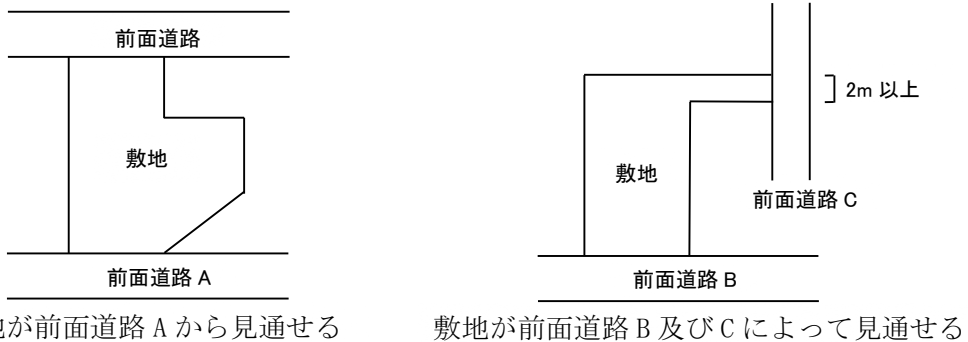 前面道路
敷地
前面道路 A
が前面道路 A から見通せる
2m 以上
敷地
前面道路 C
前面道路 B
敷地が前面道路 B 及び C によって見通せる